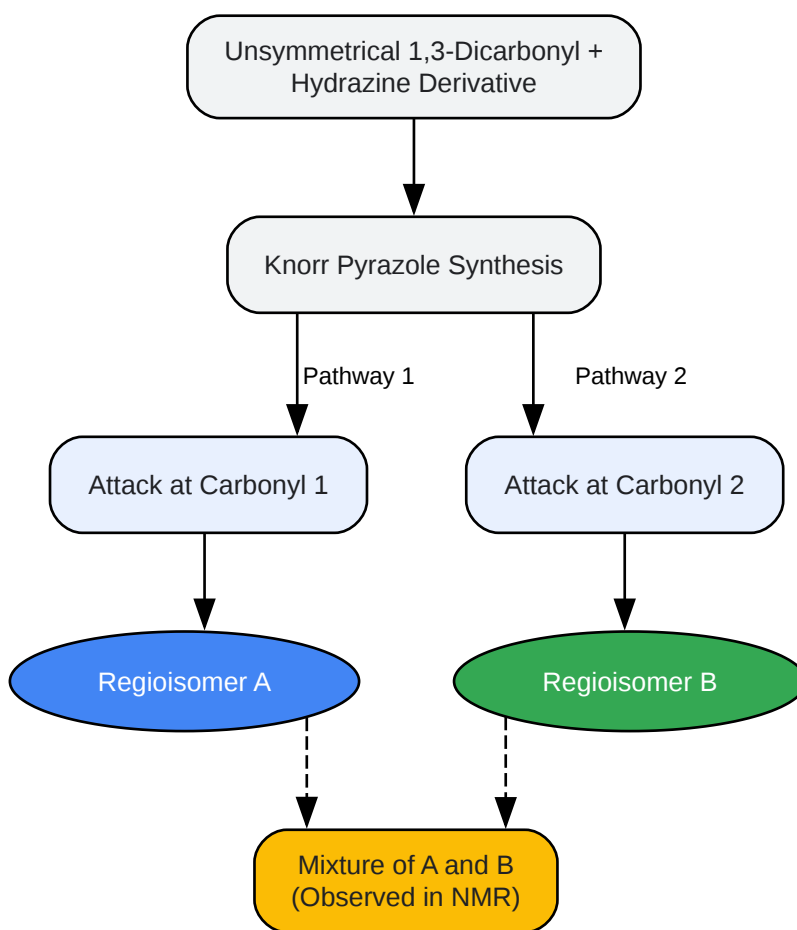 Unsymmetrical 1,3-Dicarbonyl +
Hydrazine Derivative
Knorr Pyrazole Synthesis
Pathway 1
Pathway 2
Attack at Carbonyl 1
Attack at Carbonyl 2
Regioisomer A
Regioisomer B
Mixture of A and B
(Observed in NMR)